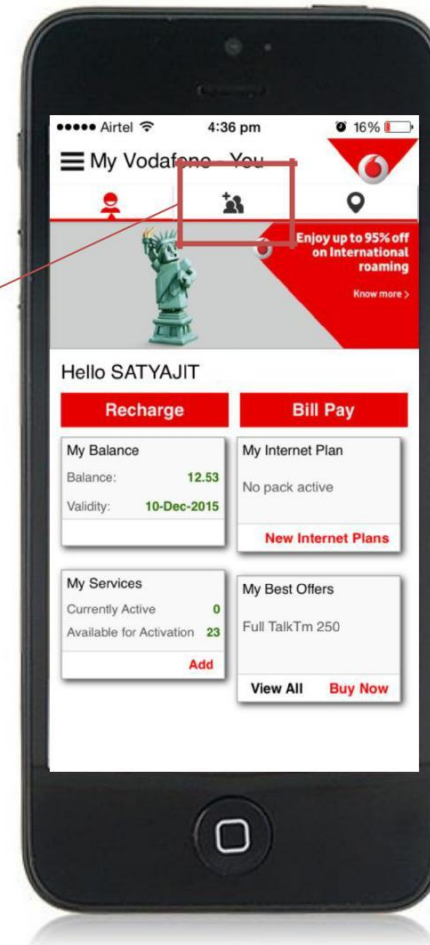 Airtel 4:36 pm 16%
My Vodafone - You
Enjoy up to 95% off
on International
roaming
Know more >
Hello SATYAJIT
Recharge Bill Pay
My Balance
Balance: 12.53
Validity: 10-Dec-2015
My Internet Plan
No pack active
New Internet Plans
My Services
Currently Active 0
Available for Activation 23
Add
My Best Offers
Full TalkTm 250
View All Buy Now